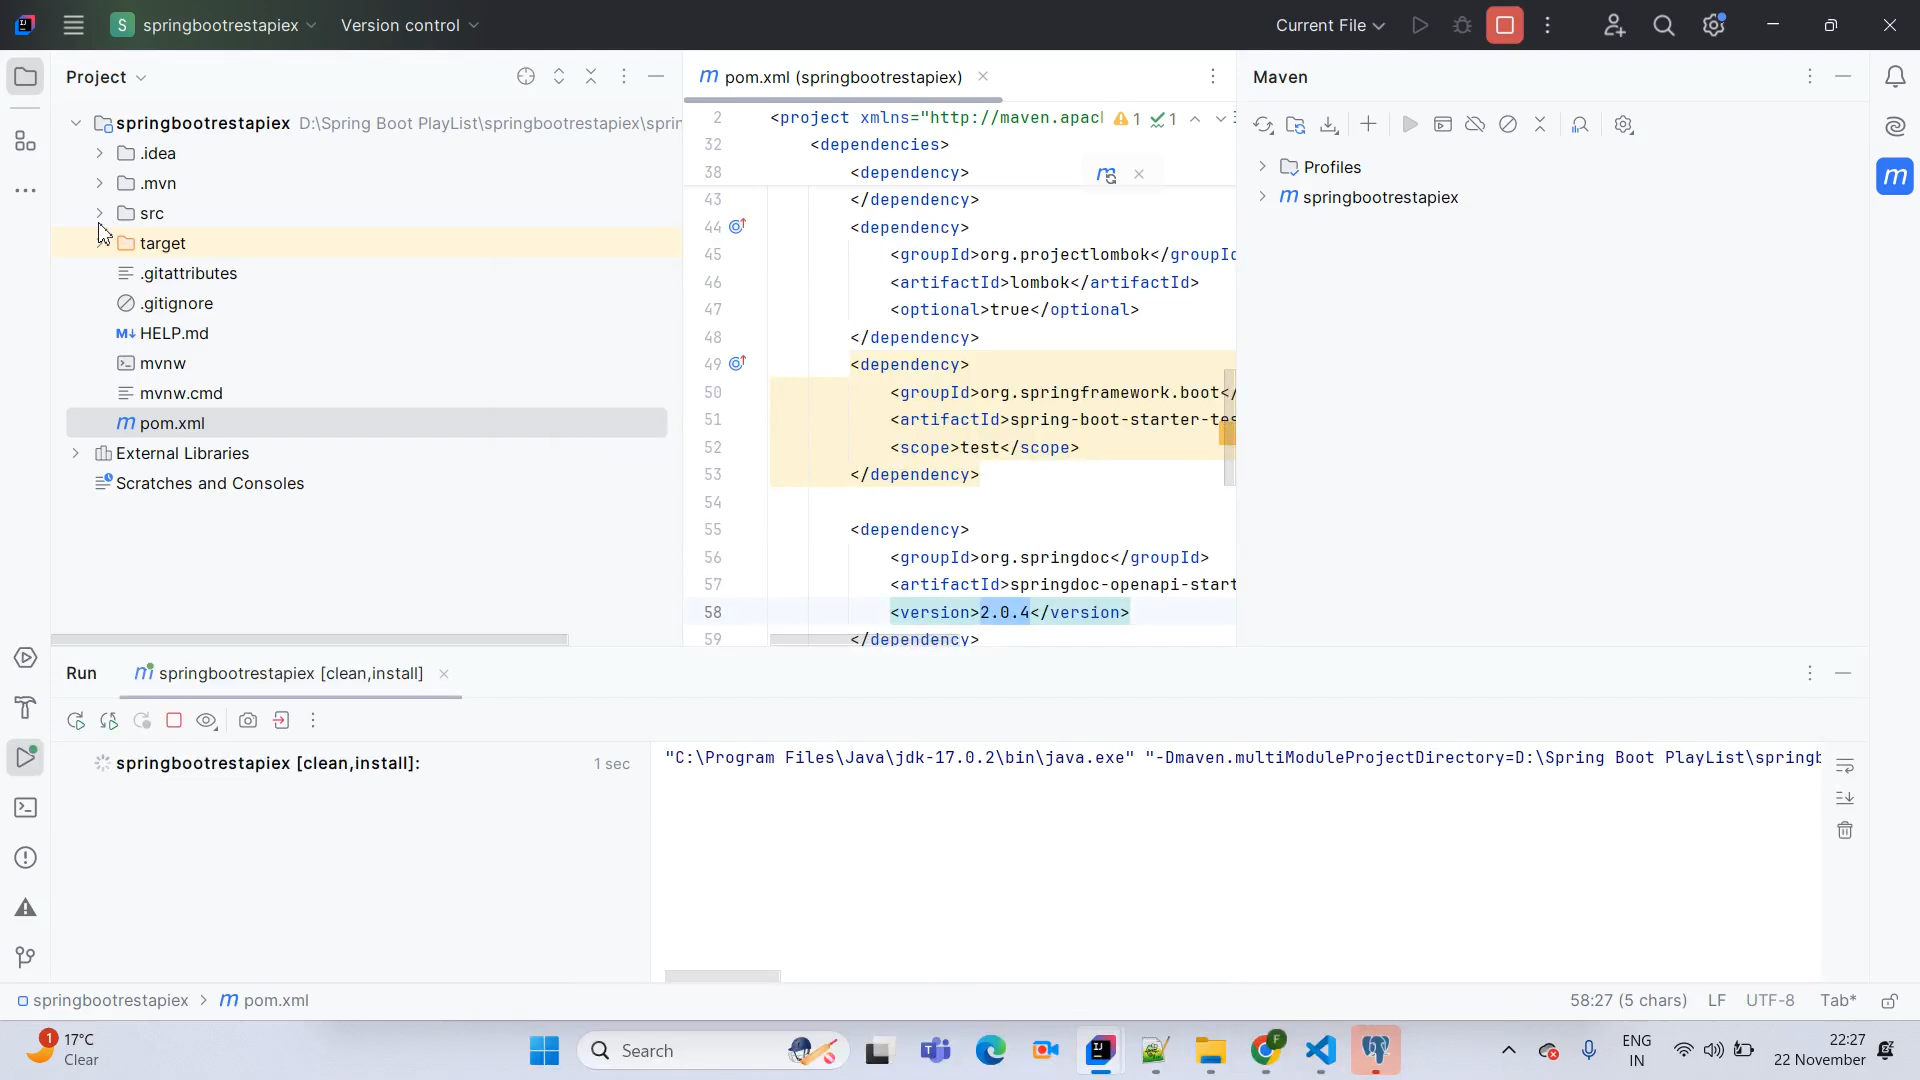 S springbootrestapiex Version control Current File
Project
springbootrestapiex D:\Spring Boot PlayList\springbootrestapiex\sprin
.idea
.mvn
src
target
.gitattributes
.gitignore
M↓ HELP.md
mvnw
mvnw.cmd
m pom.xml
External Libraries
Scratches and Consoles
m pom.xml (springbootrestapiex)
2 <project xmlns="http://maven.apac 1 1
32 <dependencies>
38 <dependency>
43 </dependency>
44 <dependency>
45 <groupId>org.projectlombok</groupId
46 <artifactId>lombok</artifactId>
47 <optional>true</optional>
48 </dependency>
49 <dependency>
50 <groupId>org.springframework.boot</
51 <artifactId>spring-boot-starter-tes
52 <scope>test</scope>
53 </dependency>
54
55 <dependency>
56 <groupId>org.springdoc</groupId>
57 <artifactId>springdoc-openapi-start
58 <version>2.0.4</version>
59 </dependency>
Maven
Profiles
m springbootrestapiex
m
Run m springbootrestapiex [clean,install]
springbootrestapiex [clean,install]: 1 sec
"C:\Program Files\Java\jdk-17.0.2\bin\java.exe" "-Dmaven.multiModuleProjectDirectory=D:\Spring Boot PlayList\springb
springbootrestapiex > m pom.xml 58:27 (5 chars) LF UTF-8 Tab*
1 17°C
Clear
Search
ENG
IN
22:27
22 November